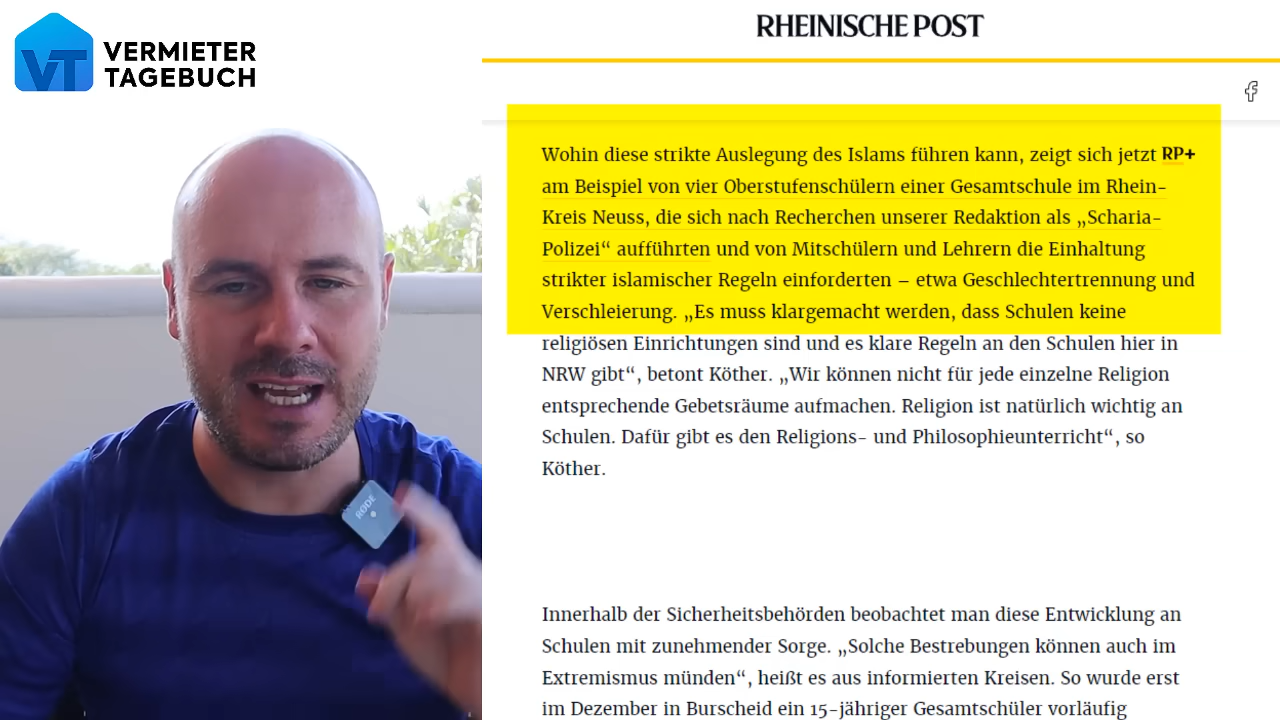 VERMIETER
TAGEBUCH
VT
RHEINISCHE POST
Wohin diese strikte Auslegung des Islams führen kann, zeigt sich jetzt RP+
am Beispiel von vier Oberstufenschülern einer Gesamtschule im Rhein-
Kreis Neuss, die sich nach Recherchen unserer Redaktion als „Scharia-
Polizei“ aufführten und von Mitschülern und Lehrern die Einhaltung
strikter islamischer Regeln einforderten – etwa Geschlechtertrennung und
Verschleierung. „Es muss klargemacht werden, dass Schulen keine
religiösen Einrichtungen sind und es klare Regeln an den Schulen hier in
NRW gibt“, betont Köther. „Wir können nicht für jede einzelne Religion
entsprechende Gebetsräume aufmachen. Religion ist natürlich wichtig an
Schulen. Dafür gibt es den Religions- und Philosophieunterricht“, so
Köther.
Innerhalb der Sicherheitsbehörden beobachtet man diese Entwicklung an
Schulen mit zunehmender Sorge. „Solche Bestrebungen können auch im
Extremismus münden“, heißt es aus informierten Kreisen. So wurde erst
im Dezember in Burscheid ein 15-jähriger Gesamtschüler vorläufig
RØDE